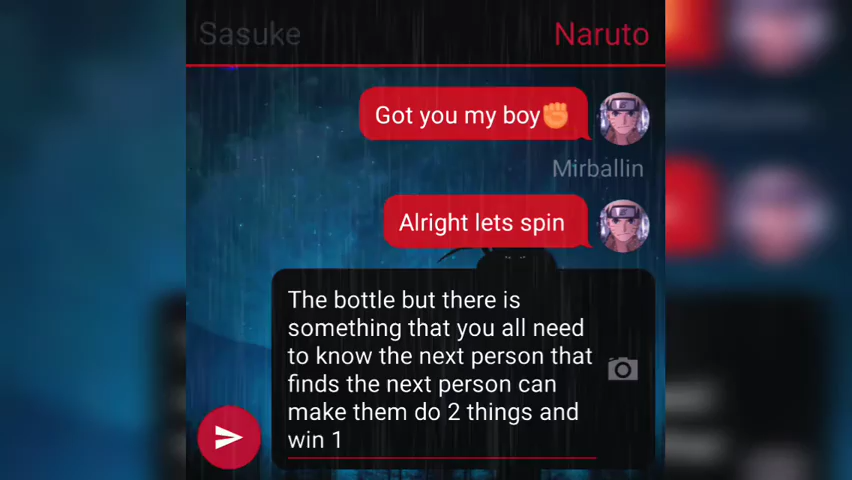 Sasuke Naruto
Got you my boy✊
Mirballin
Alright lets spin
The bottle but there is
something that you all need
to know the next person that
finds the next person can
make them do 2 things and
win 1